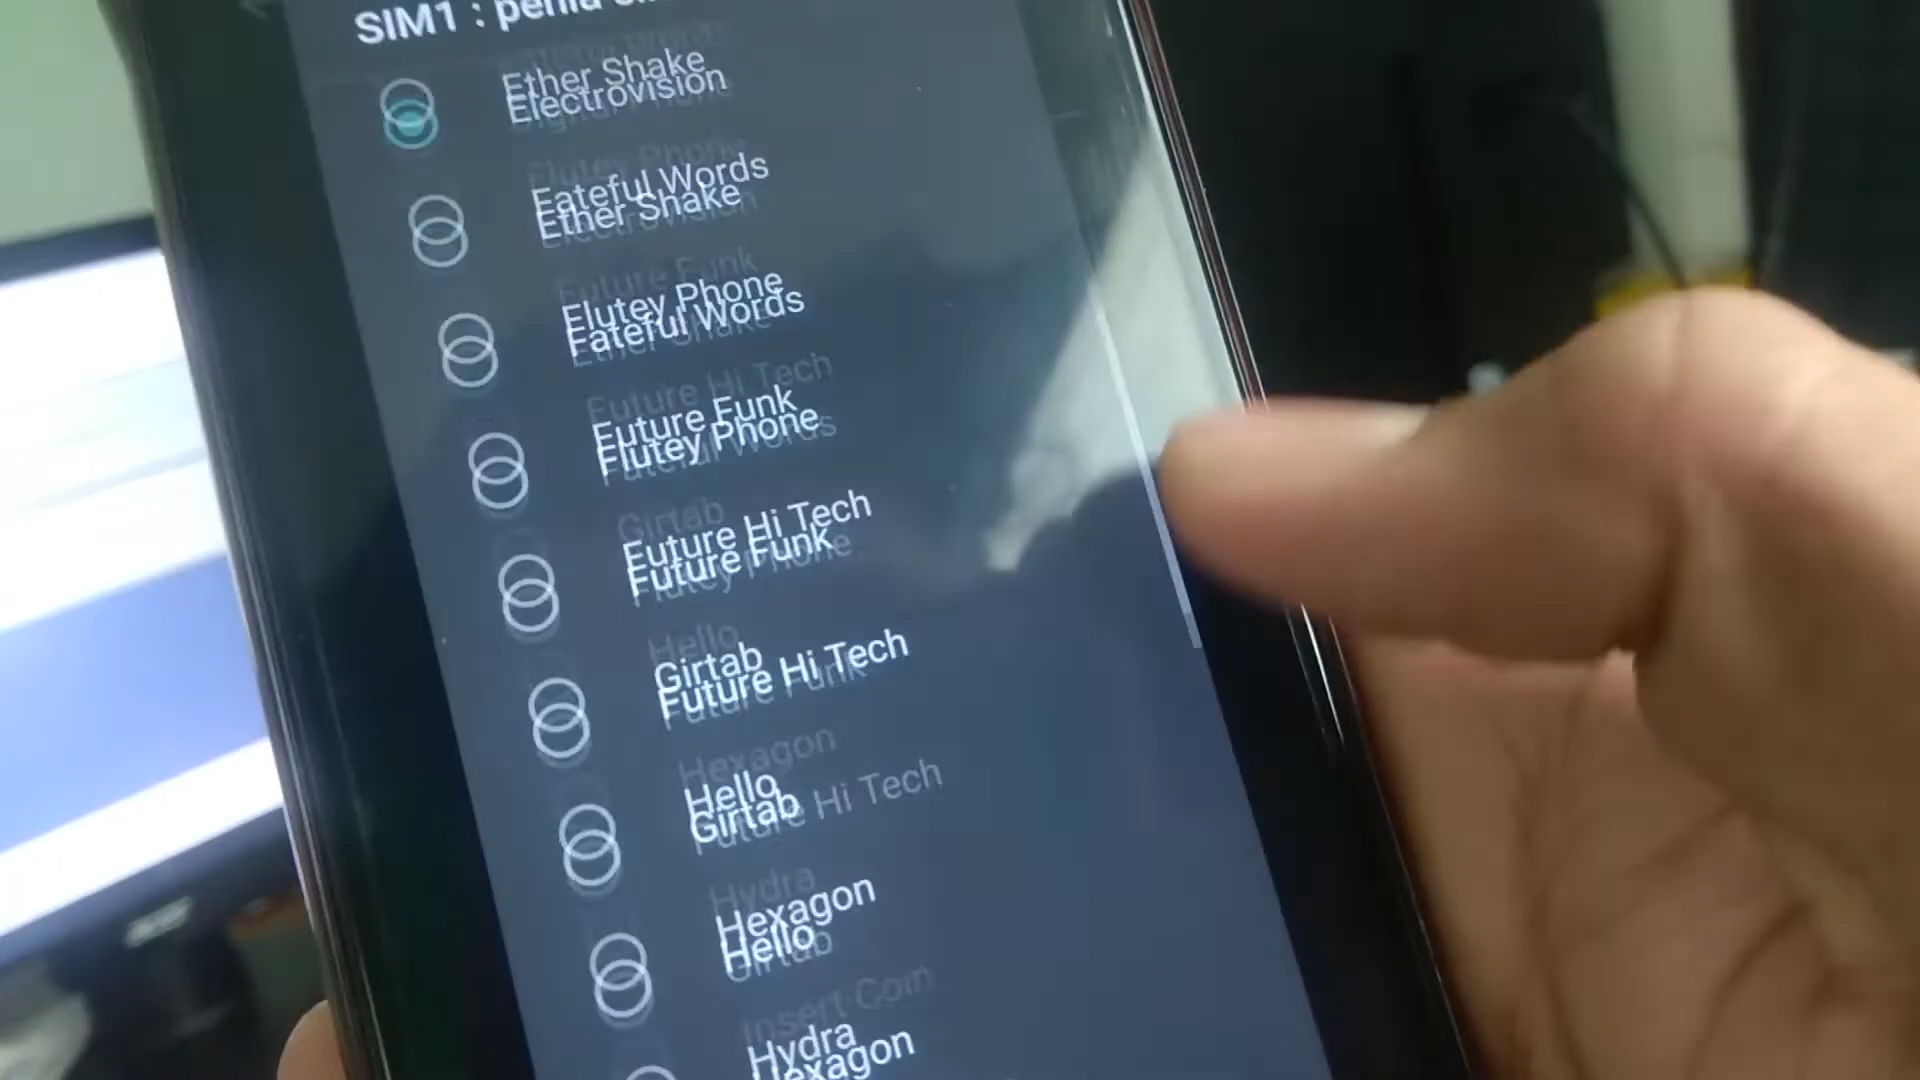 SIM1 :
Ether Shake
Electrovision
Fateful Words
Ether Shake
Flutey Phone
Fateful Words
Future Funk
Flutey Phone
Future Hi Tech
Future Funk
Girtab
Future Hi Tech
Hello
Girtab
Hexagon
Hello
Hydra
Hexagon